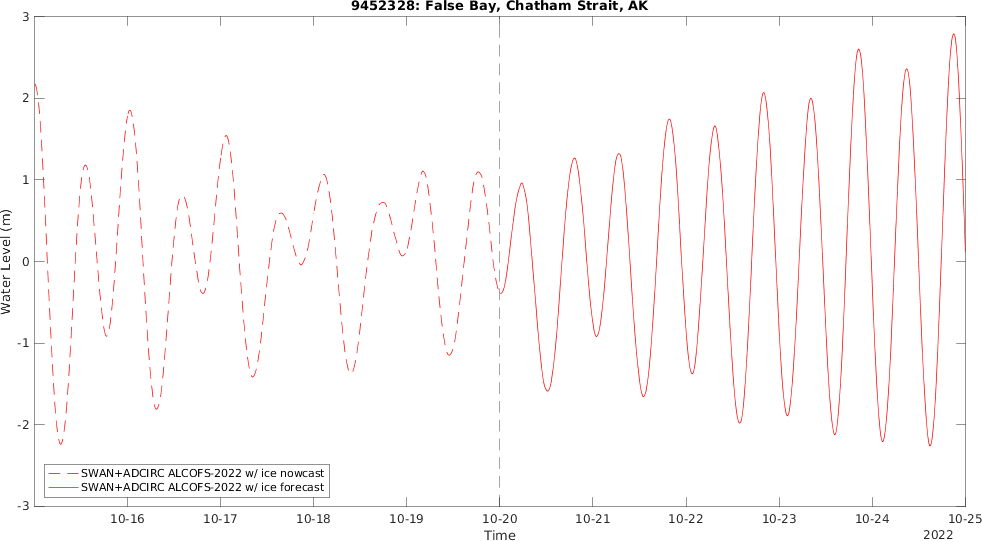 9452328: False Bay, Chatham Strait, AK
3
2
1
0
-1
-2
-3
Water Level (m)
SWAN+ADCIRC ALCOFS-2022 w/ ice nowcast
SWAN+ADCIRC ALCOFS-2022 w/ ice forecast
10-16 10-17 10-18 10-19 10-20 10-21 10-22 10-23 10-24 10-25
Time
2022